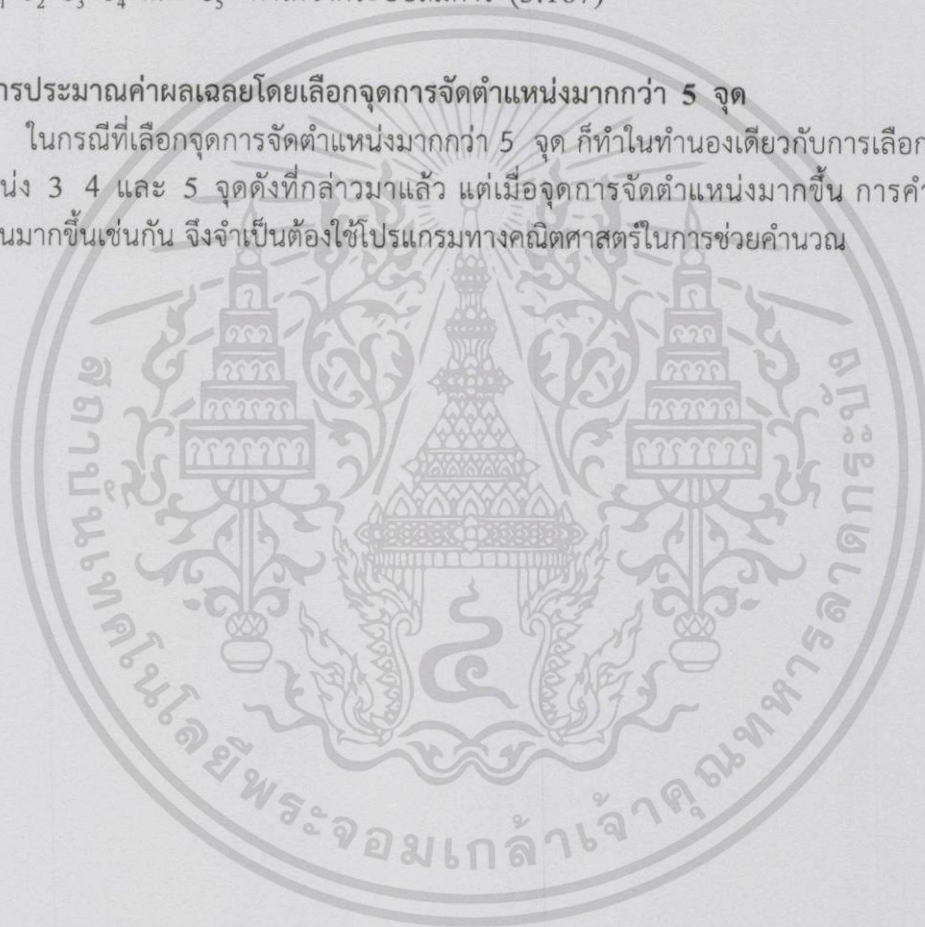 การประมาณค่าผลเฉลยโดยเลือกจุดการจัดตำแหน่งมากกว่า 5 จุด
ในกรณีที่เลือกจุดการจัดตำแหน่งมากกว่า 5 จุด ก็ทำในทำนองเดียวกับการเลือก
น่ง 3 4 และ 5 จุดดังที่กล่าวมาแล้ว แต่เมื่อจุดการจัดตำแหน่งมากขึ้น การคำ
นมากขึ้นเช่นกัน จึงจำเป็นต้องใช้โปรแกรมทางคณิตศาสตร์ในการช่วยคำนวณ
สถาบันเทคโนโลยีพระจอมเกล้าเจ้าคุณทหารลาดกระบัง